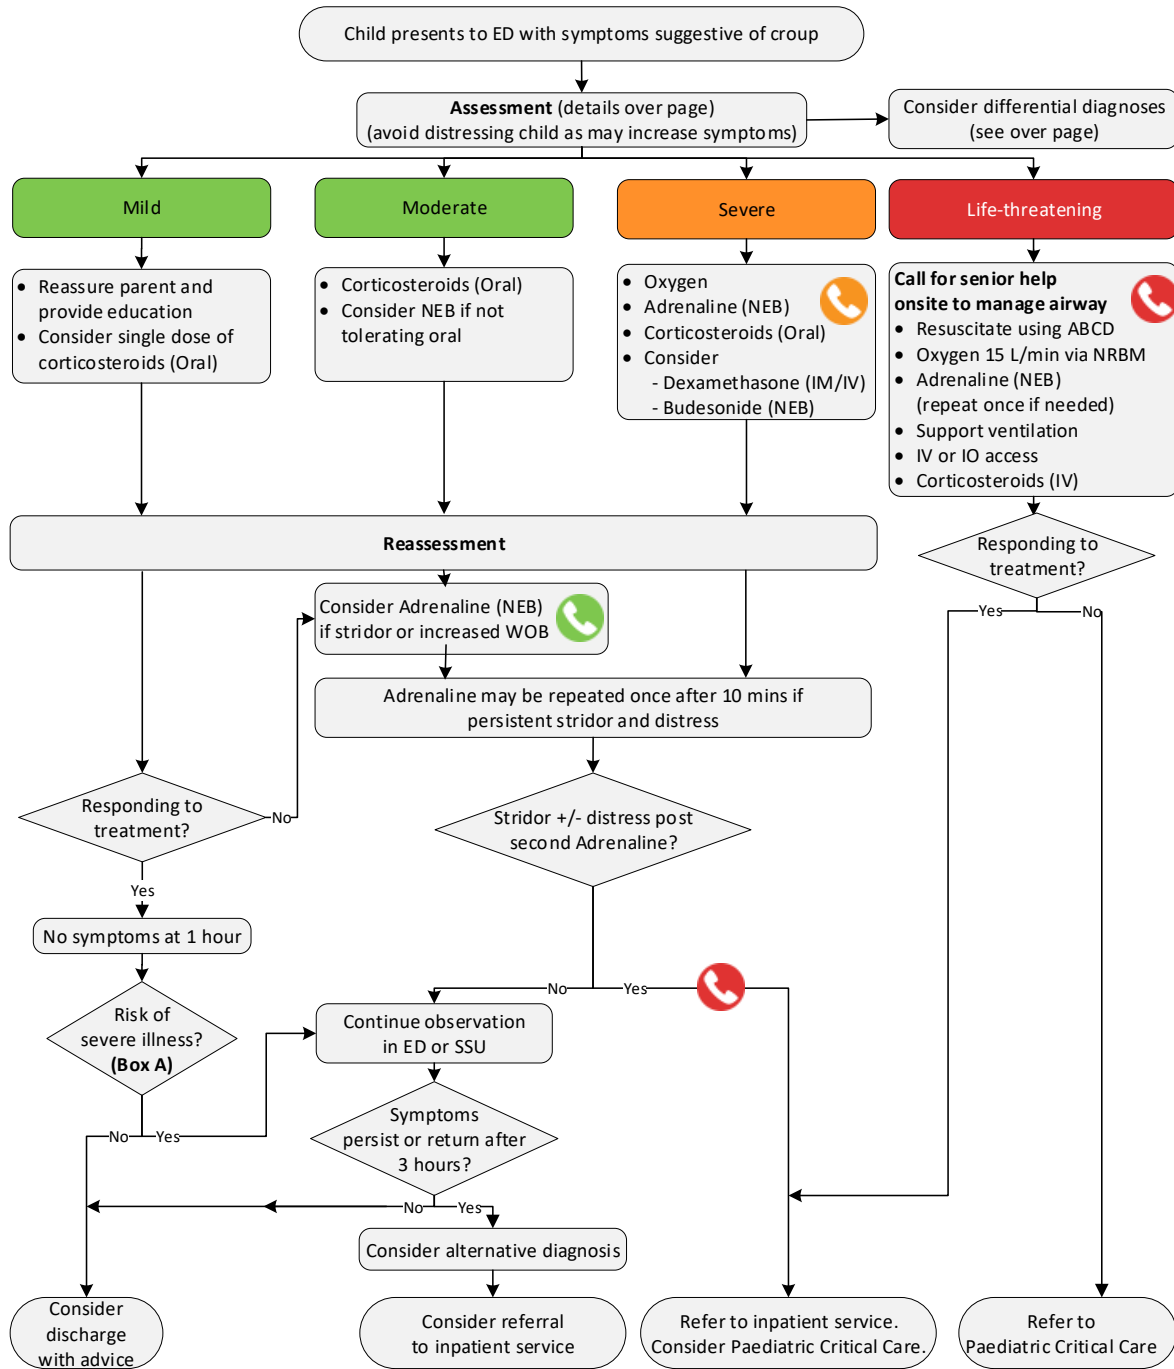 Child presents to ED with symptoms suggestive of croup
Assessment (details over page)
(avoid distressing child as may increase symptoms)
Consider differential diagnoses
(see over page)
Mild
Moderate
Severe
Life-threatening
• Reassure parent and
provide education
• Consider single dose of
corticosteroids (Oral)
• Corticosteroids (Oral)
• Consider NEB if not
tolerating oral
• Oxygen
• Adrenaline (NEB)
• Corticosteroids (Oral)
• Consider
- Dexamethasone (IM/IV)
- Budesonide (NEB)
Call for senior help
onsite to manage airway
• Resuscitate using ABCD
• Oxygen 15 L/min via NRBM
• Adrenaline (NEB)
(repeat once if needed)
• Support ventilation
• IV or IO access
• Corticosteroids (IV)
Reassessment
Responding to
treatment?
Yes
No
Consider Adrenaline (NEB)
if stridor or increased WOB
Adrenaline may be repeated once after 10 mins if
persistent stridor and distress
Responding to
treatment?
No
Stridor +/- distress post
second Adrenaline?
Yes
No symptoms at 1 hour
No
Yes
Risk of
severe illness?
(Box A)
Continue observation
in ED or SSU
No
Yes
Symptoms
persist or return after
3 hours?
No
Yes
Consider alternative diagnosis
Consider
discharge
with advice
Consider referral
to inpatient service
Refer to inpatient service.
Consider Paediatric Critical Care.
Refer to
Paediatric Critical Care